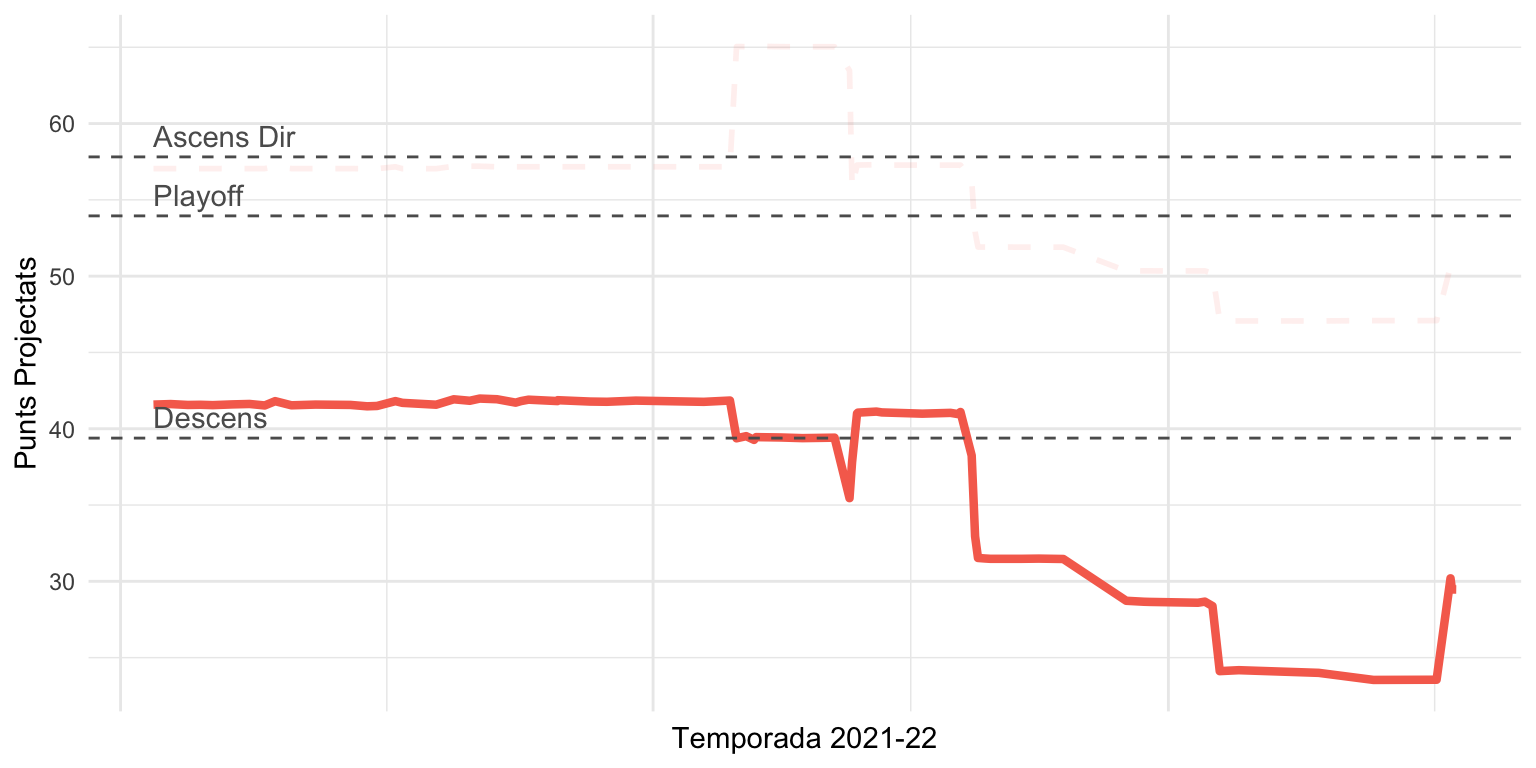 60
Ascens Dir
Playoff
50
Descens
40
30
Punts Projectats
Temporada 2021-22